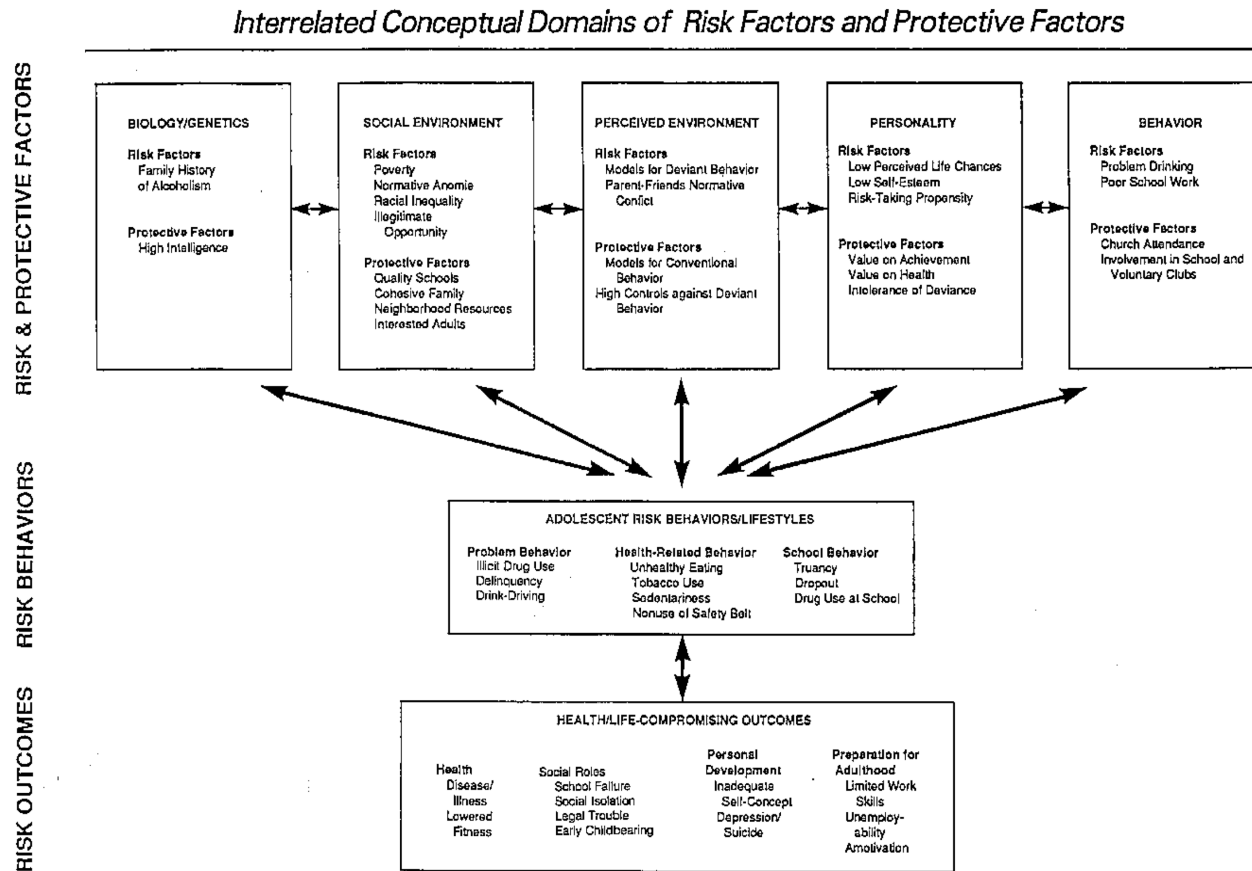 Interrelated Conceptual Domains of Risk Factors and Protective Factors
RISK & PROTECTIVE FACTORS
BIOLOGY/GENETICS
Risk Factors
Family History
of Alcoholism
Protective Factors
High Intelligence
SOCIAL ENVIRONMENT
Risk Factors
Poverty
Normative Anomie
Racial Inequality
Illegitimate
Opportunity
Protective Factors
Quality Schools
Cohesive Family
Neighborhood Resources
Interested Adults
PERCEIVED ENVIRONMENT
Risk Factors
Models for Deviant Behavior
Parent-Friends Normative
Conflict
Protective Factors
Models for Conventional
Behavior
High Controls against Deviant
Behavior
PERSONALITY
Risk Factors
Low Perceived Life Chances
Low Self-Esteem
Risk-Taking Propensity
Protective Factors
Value on Achievement
Value on Health
Intolerance of Deviance
BEHAVIOR
Risk Factors
Problem Drinking
Poor School Work
Protective Factors
Church Attendance
Involvement in School and
Voluntary Clubs
RISK BEHAVIORS
ADOLESCENT RISK BEHAVIORS/LIFESTYLES
Problem Behavior
Illicit Drug Use
Delinquency
Drink-Driving
Health-Related Behavior
Unhealthy Eating
Tobacco Use
Sedentariness
Nonuse of Safety Belt
School Behavior
Truancy
Dropout
Drug Use at School
RISK OUTCOMES
HEALTH/LIFE-COMPROMISING OUTCOMES
Health
Disease/
Illness
Lowered
Fitness
Social Roles
School Failure
Social Isolation
Legal Trouble
Early Childbearing
Personal
Development
Inadequate
Self-Concept
Depression/
Suicide
Preparation for
Adulthood
Limited Work
Skills
Unemploy-
ability
Amotivation